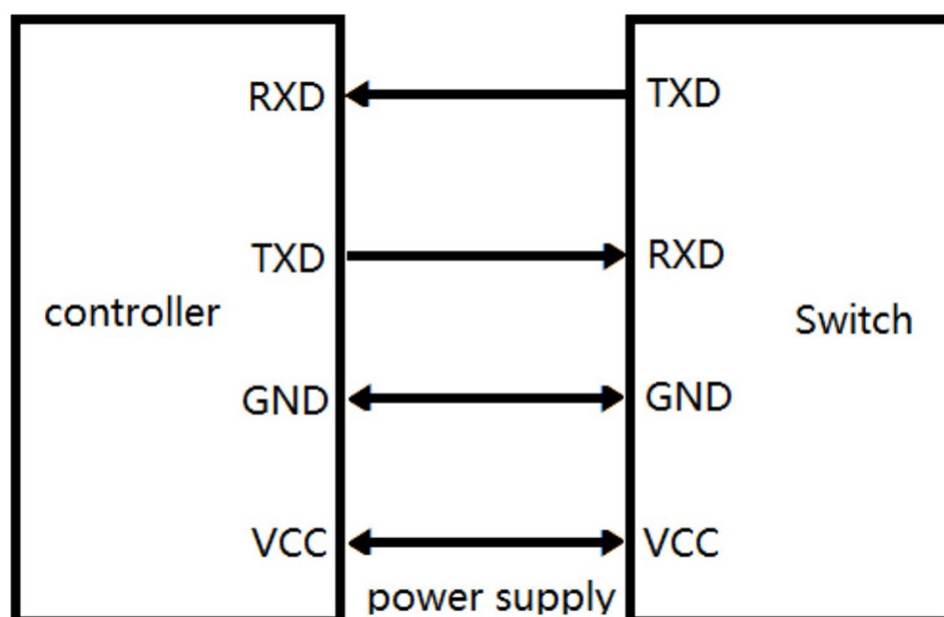 RXD TXD
TXD RXD
controller Switch
GND GND
VCC VCC
power supply